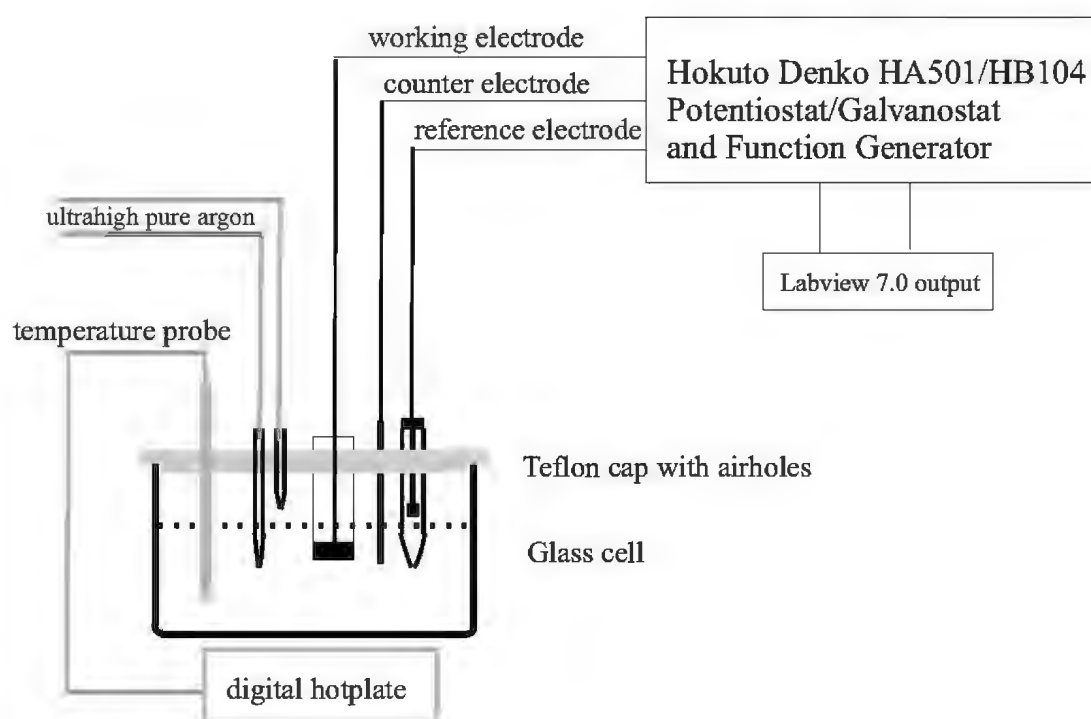 working electrode
counter electrode
reference electrode
Hokuto Denko HA501/HB104
Potentiostat/Galvanostat
and Function Generator
Labview 7.0 output
ultrahigh pure argon
temperature probe
Teflon cap with airholes
Glass cell
digital hotplate